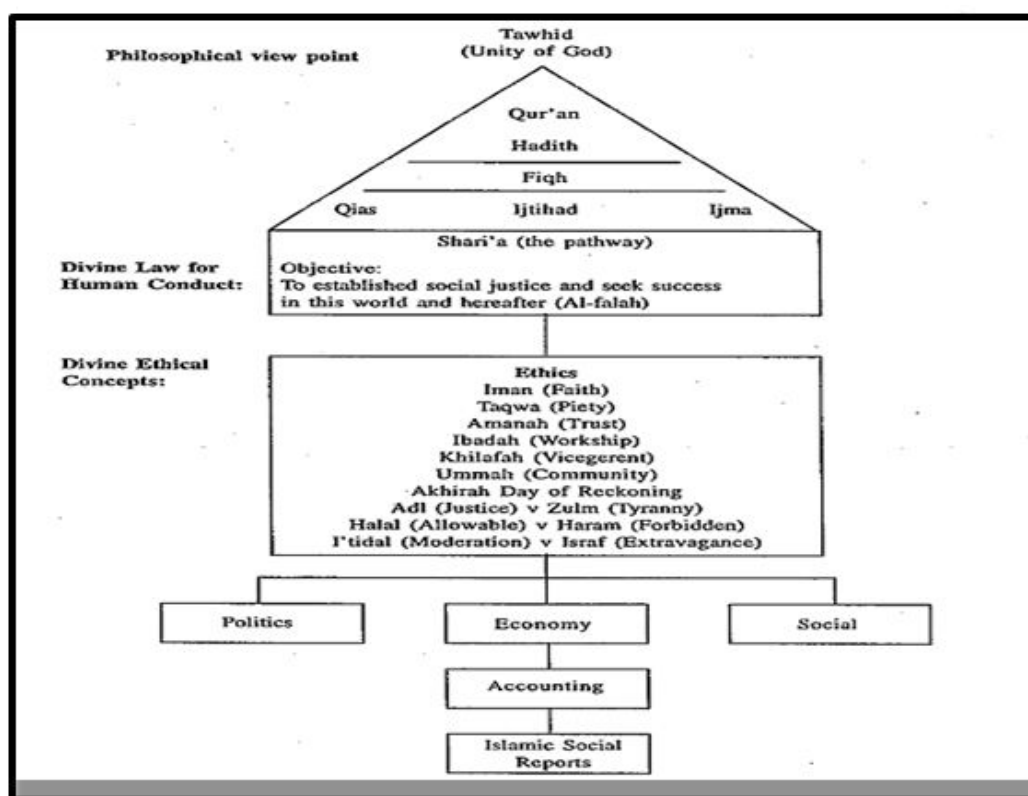 Tawhid
(Unity of God)
Philosophical view point
Qur'an
Hadith
Fiqh
Qias Ijtihad Ijma
Shari'a (the pathway)
Divine Law for
Human Conduct:
Objective:
To established social justice and seek success
in this world and hereafter (Al-falah)
Divine Ethical
Concepts:
Ethics
Iman (Faith)
Taqwa (Piety)
Amanah (Trust)
Ibadah (Workship)
Khilafah (Vicegerent)
Ummah (Community)
Akhirah Day of Reckoning
Adl (Justice) v Zulm (Tyranny)
Halal (Allowable) v Haram (Forbidden)
I'tidal (Moderation) v Israf (Extravagance)
Politics
Economy
Social
Accounting
Islamic Social
Reports